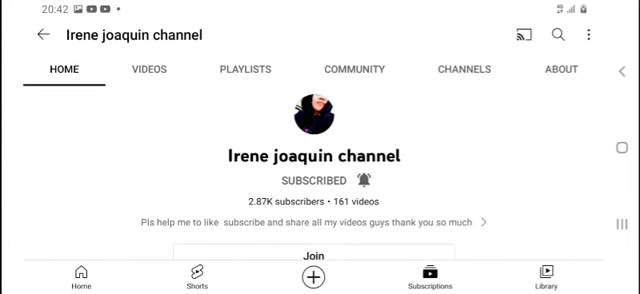 20:42
Irene joaquin channel
HOME VIDEOS PLAYLISTS COMMUNITY CHANNELS ABOUT
Irene joaquin channel
SUBSCRIBED
2.87K subscribers • 161 videos
Pls help me to like subscribe and share all my videos guys thank you so much
Join
Home Shorts Subscriptions Library